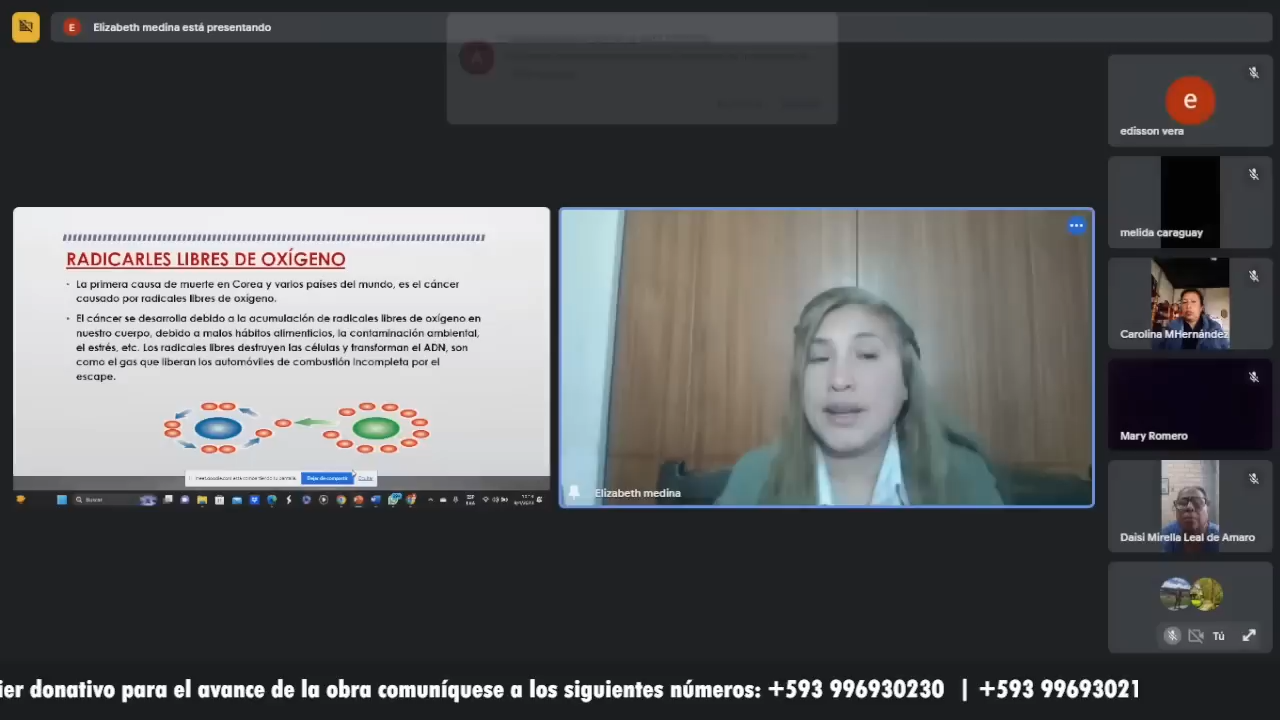 Elizabeth medina está presentando
RADICARLES LIBRES DE OXÍGENO
La primera causa de muerte en Corea y varios países del mundo, es el cáncer
causado por radicales libres de oxígeno.
El cáncer se desarrolla debido a la acumulación de radicales libres de oxígeno en
nuestro cuerpo, debido a malos hábitos alimenticios, la contaminación ambiental,
el estrés, etc. Los radicales libres destruyen las células y transforman el ADN, son
como el gas que liberan los automóviles de combustión incompleta por el
escape.
Dejar de compartir
Buscar
Elizabeth medina
e
edisson vera
melida caraguay
Carolina MHernández
Mary Romero
Daisi Mirella Leal de Amaro
Tú
ier donativo para el avance de la obra comuníquese a los siguientes números: +593 996930230 | +593 99693021